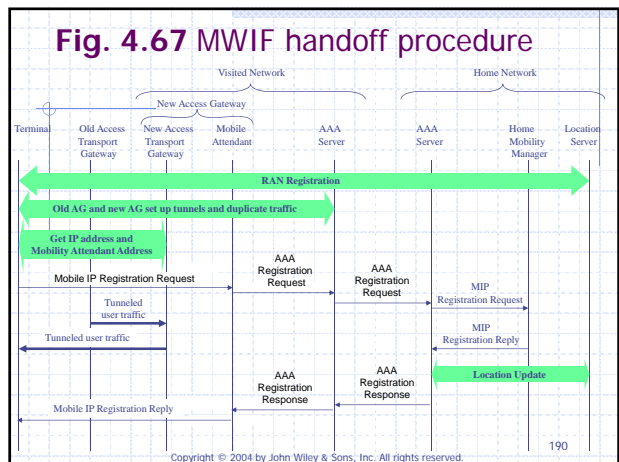 Fig. 4.67 MWIF handoff procedure
Visited Network
Home Network
New Access Gateway
Terminal
Old Access
Transport
Gateway
New Access
Transport
Gateway
Mobile
Attendant
AAA
Server
AAA
Server
Home
Mobility
Manager
Location
Server
RAN Registration
Old AG and new AG set up tunnels and duplicate traffic
Get IP address and
Mobility Attendant Address
Mobile IP Registration Request
AAA
Registration
Request
AAA
Registration
Request
MIP
Registration Request
Tunneled
user traffic
Tunneled user traffic
MIP
Registration Reply
Location Update
AAA
Registration
Response
AAA
Registration
Response
Mobile IP Registration Reply
190
Copyright © 2004 by John Wiley & Sons, Inc. All rights reserved.